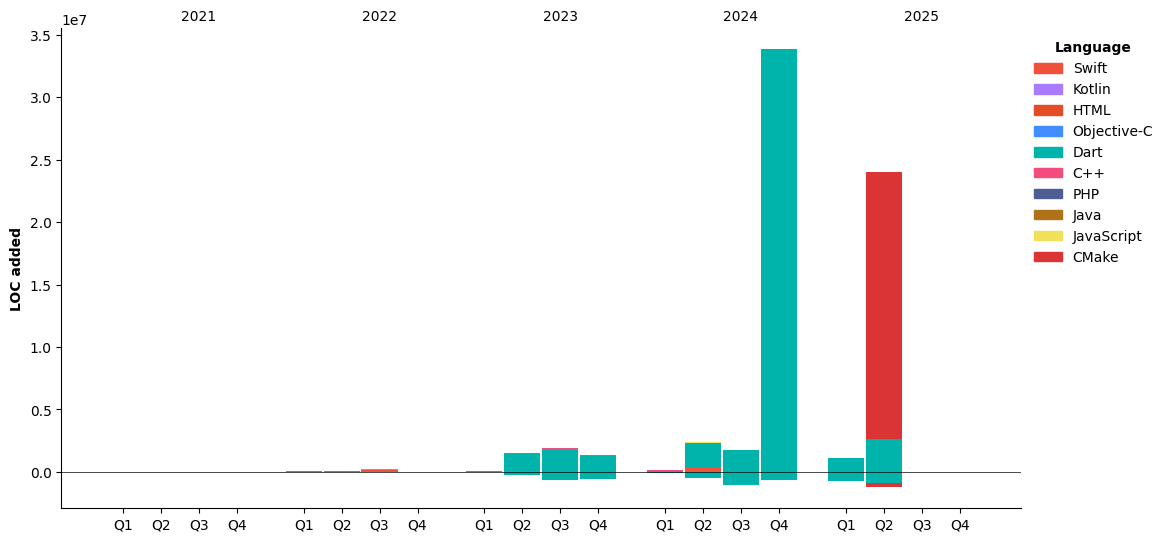 1e7
2021 2022 2023 2024 2025
3.5
3.0
2.5
2.0
1.5
1.0
0.5
0.0
LOC added
Q1 Q2 Q3 Q4 Q1 Q2 Q3 Q4 Q1 Q2 Q3 Q4 Q1 Q2 Q3 Q4 Q1 Q2 Q3 Q4
Language
Swift
Kotlin
HTML
Objective-C
Dart
C++
PHP
Java
JavaScript
CMake